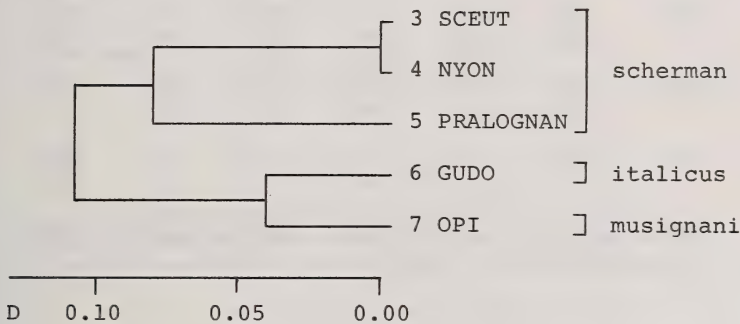 3 SCEUT
4 NYON
scherman
5 PRALOGNAN
6 GUDO ] italicus
7 OPI ] musignani
D 0.10 0.05 0.00